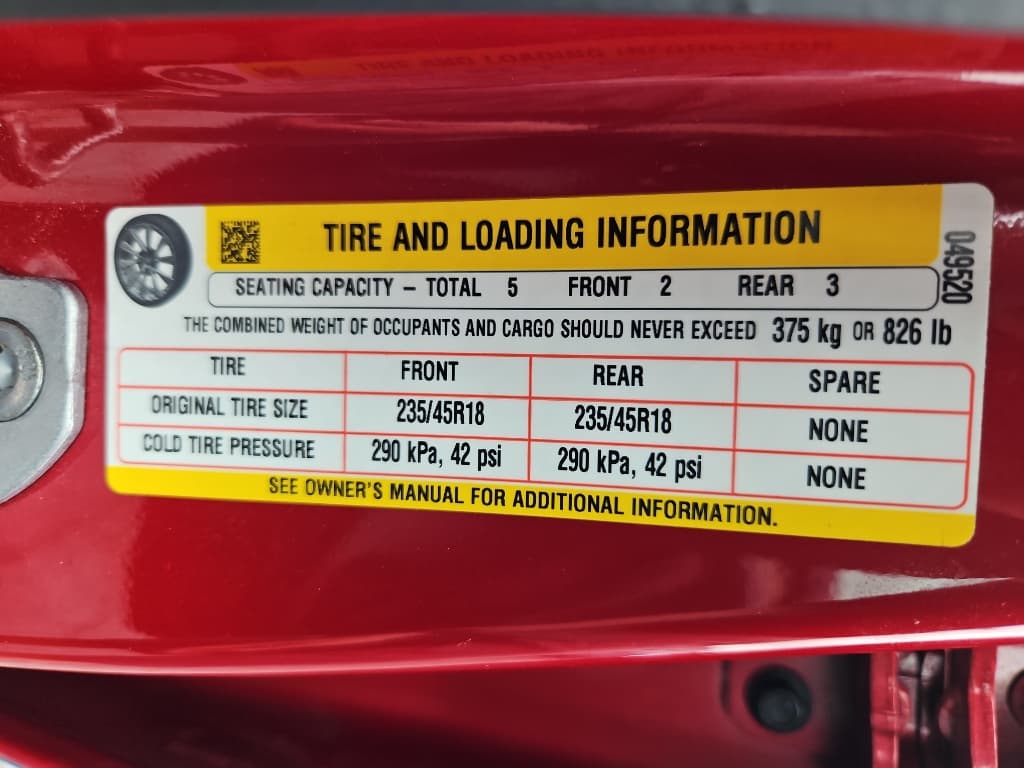 TIRE AND LOADING INFORMATION
SEATING CAPACITY – TOTAL 5 FRONT 2 REAR 3
049520
THE COMBINED WEIGHT OF OCCUPANTS AND CARGO SHOULD NEVER EXCEED 375 kg OR 826 lb
TIRE FRONT REAR SPARE
ORIGINAL TIRE SIZE 235/45R18 235/45R18 NONE
COLD TIRE PRESSURE 290 kPa, 42 psi 290 kPa, 42 psi NONE
SEE OWNER'S MANUAL FOR ADDITIONAL INFORMATION.